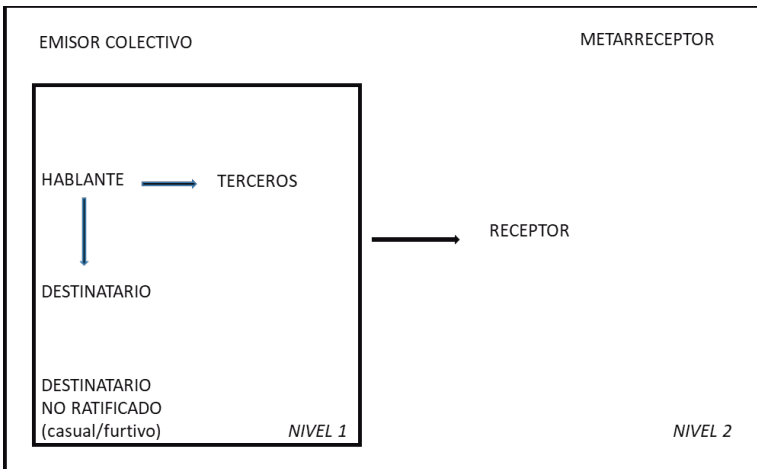 EMISOR COLECTIVO
METARRECEPTOR
HABLANTE
TERCEROS
RECEPTOR
DESTINATARIO
DESTINATARIO
NO RATIFICADO
(casual/furtivo)
NIVEL 1
NIVEL 2